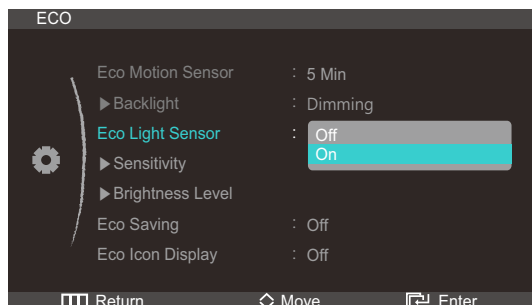 ECO
Eco Motion Sensor : 5 Min
▶Backlight : Dimming
Eco Light Sensor : Off
On
▶Sensitivity
▶Brightness Level
Eco Saving : Off
Eco Icon Display : Off
Return Move Enter